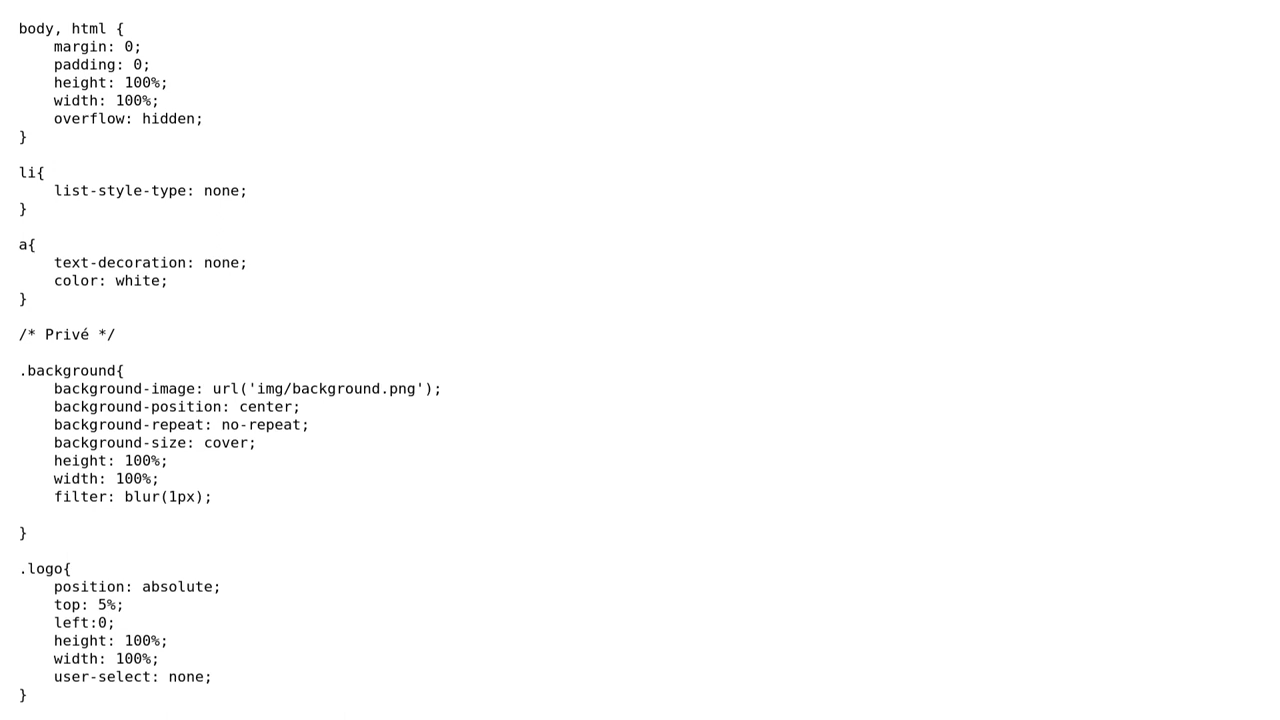 body, html {
    margin: 0;
    padding: 0;
    height: 100%;
    width: 100%;
    overflow: hidden;
}

li{
    list-style-type: none;
}

a{
    text-decoration: none;
    color: white;
}

/* Privé */

.background{
    background-image: url('img/background.png');
    background-position: center;
    background-repeat: no-repeat;
    background-size: cover;
    height: 100%;
    width: 100%;
    filter: blur(1px);

}

.logo{
    position: absolute;
    top: 5%;
    left:0;
    height: 100%;
    width: 100%;
    user-select: none;
}